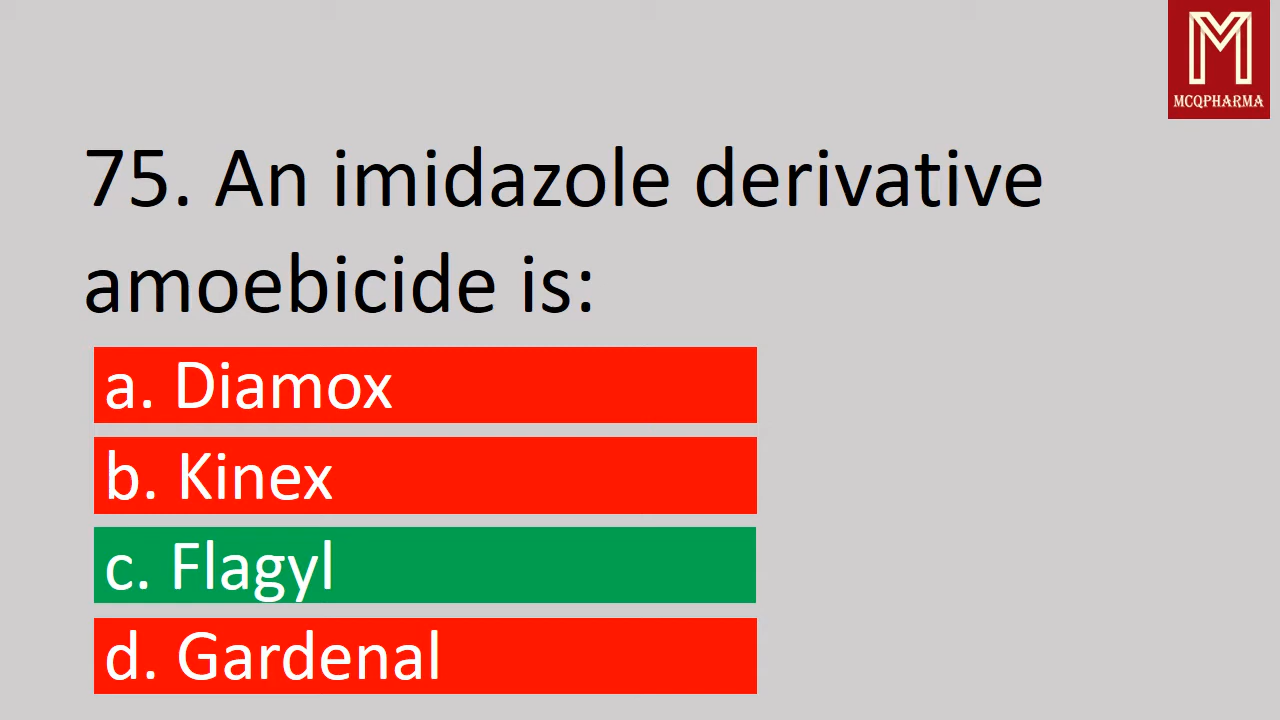 M
MCQPHARMA
75. An imidazole derivative
amoebicide is:
a. Diamox
b. Kinex
c. Flagyl
d. Gardenal